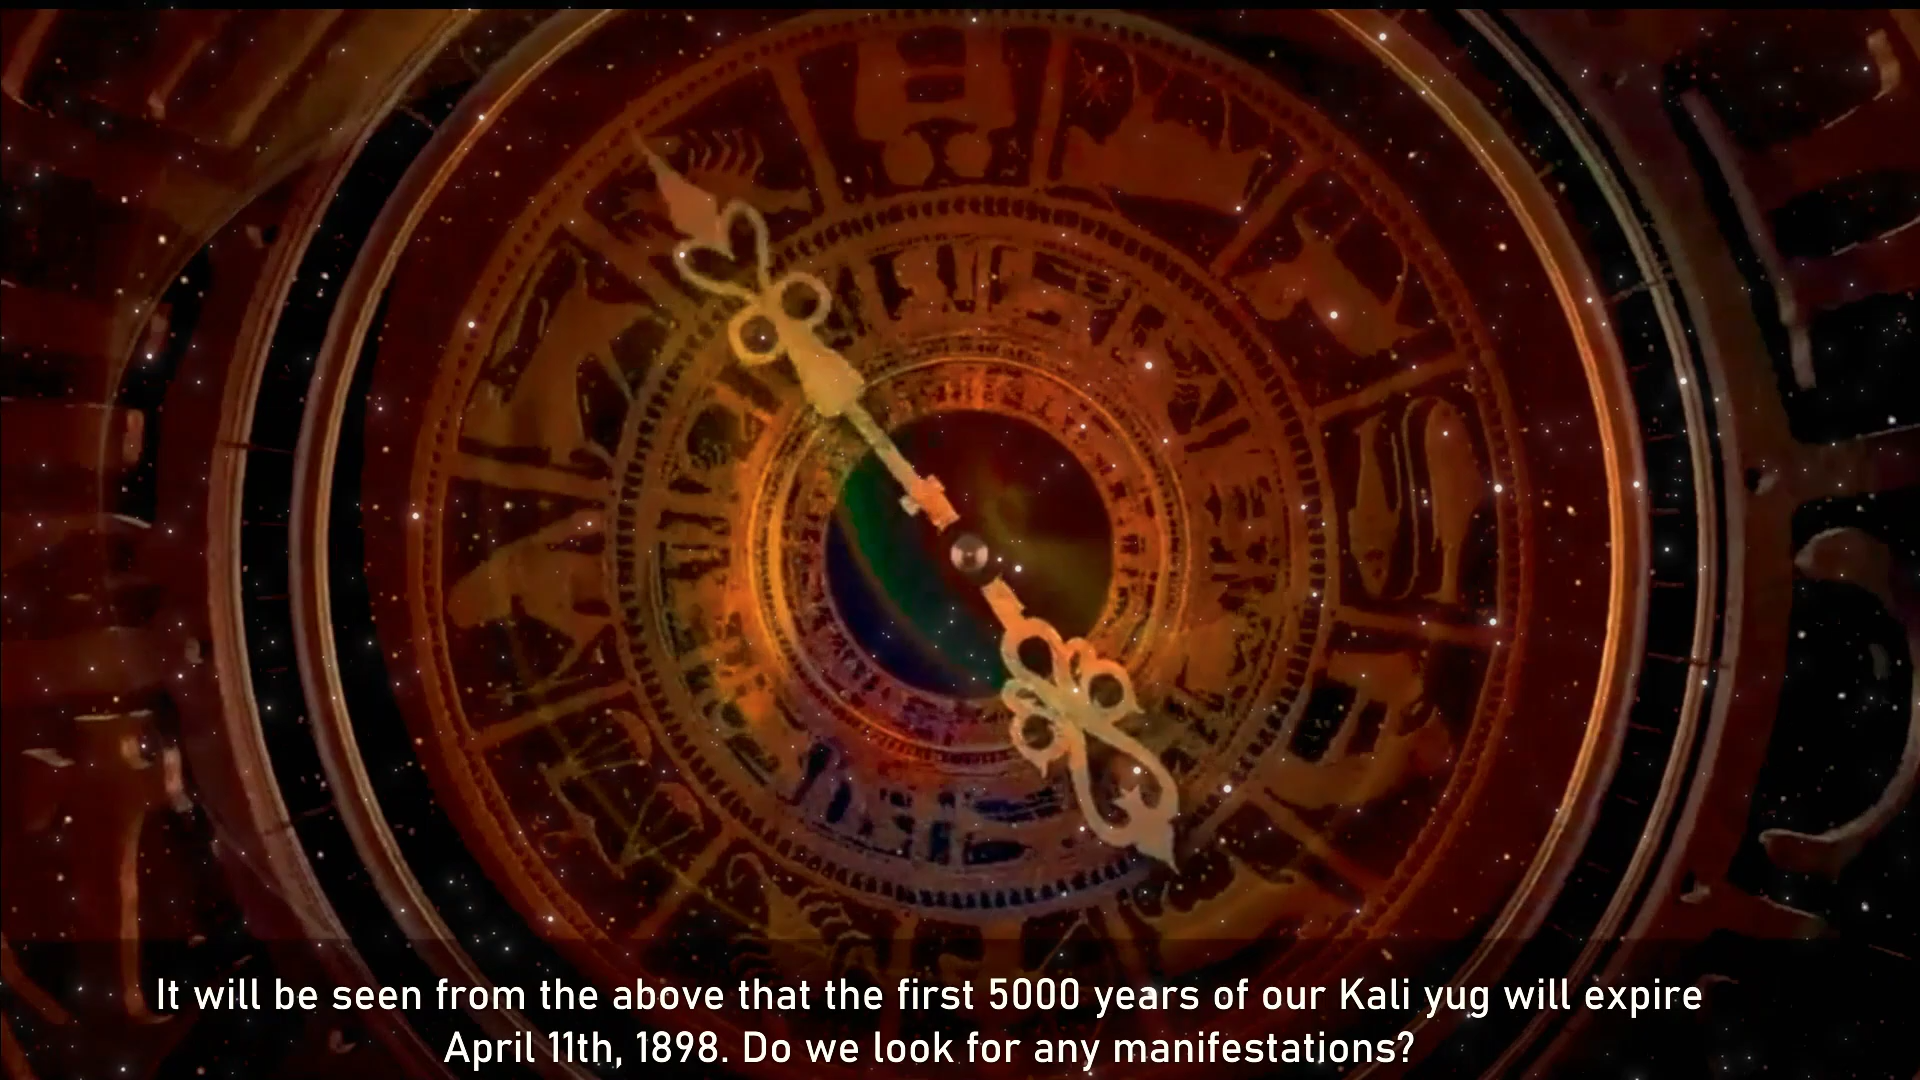 It will be seen from the above that the first 5000 years of our Kali yug will expire
April 11th, 1898. Do we look for any manifestations?